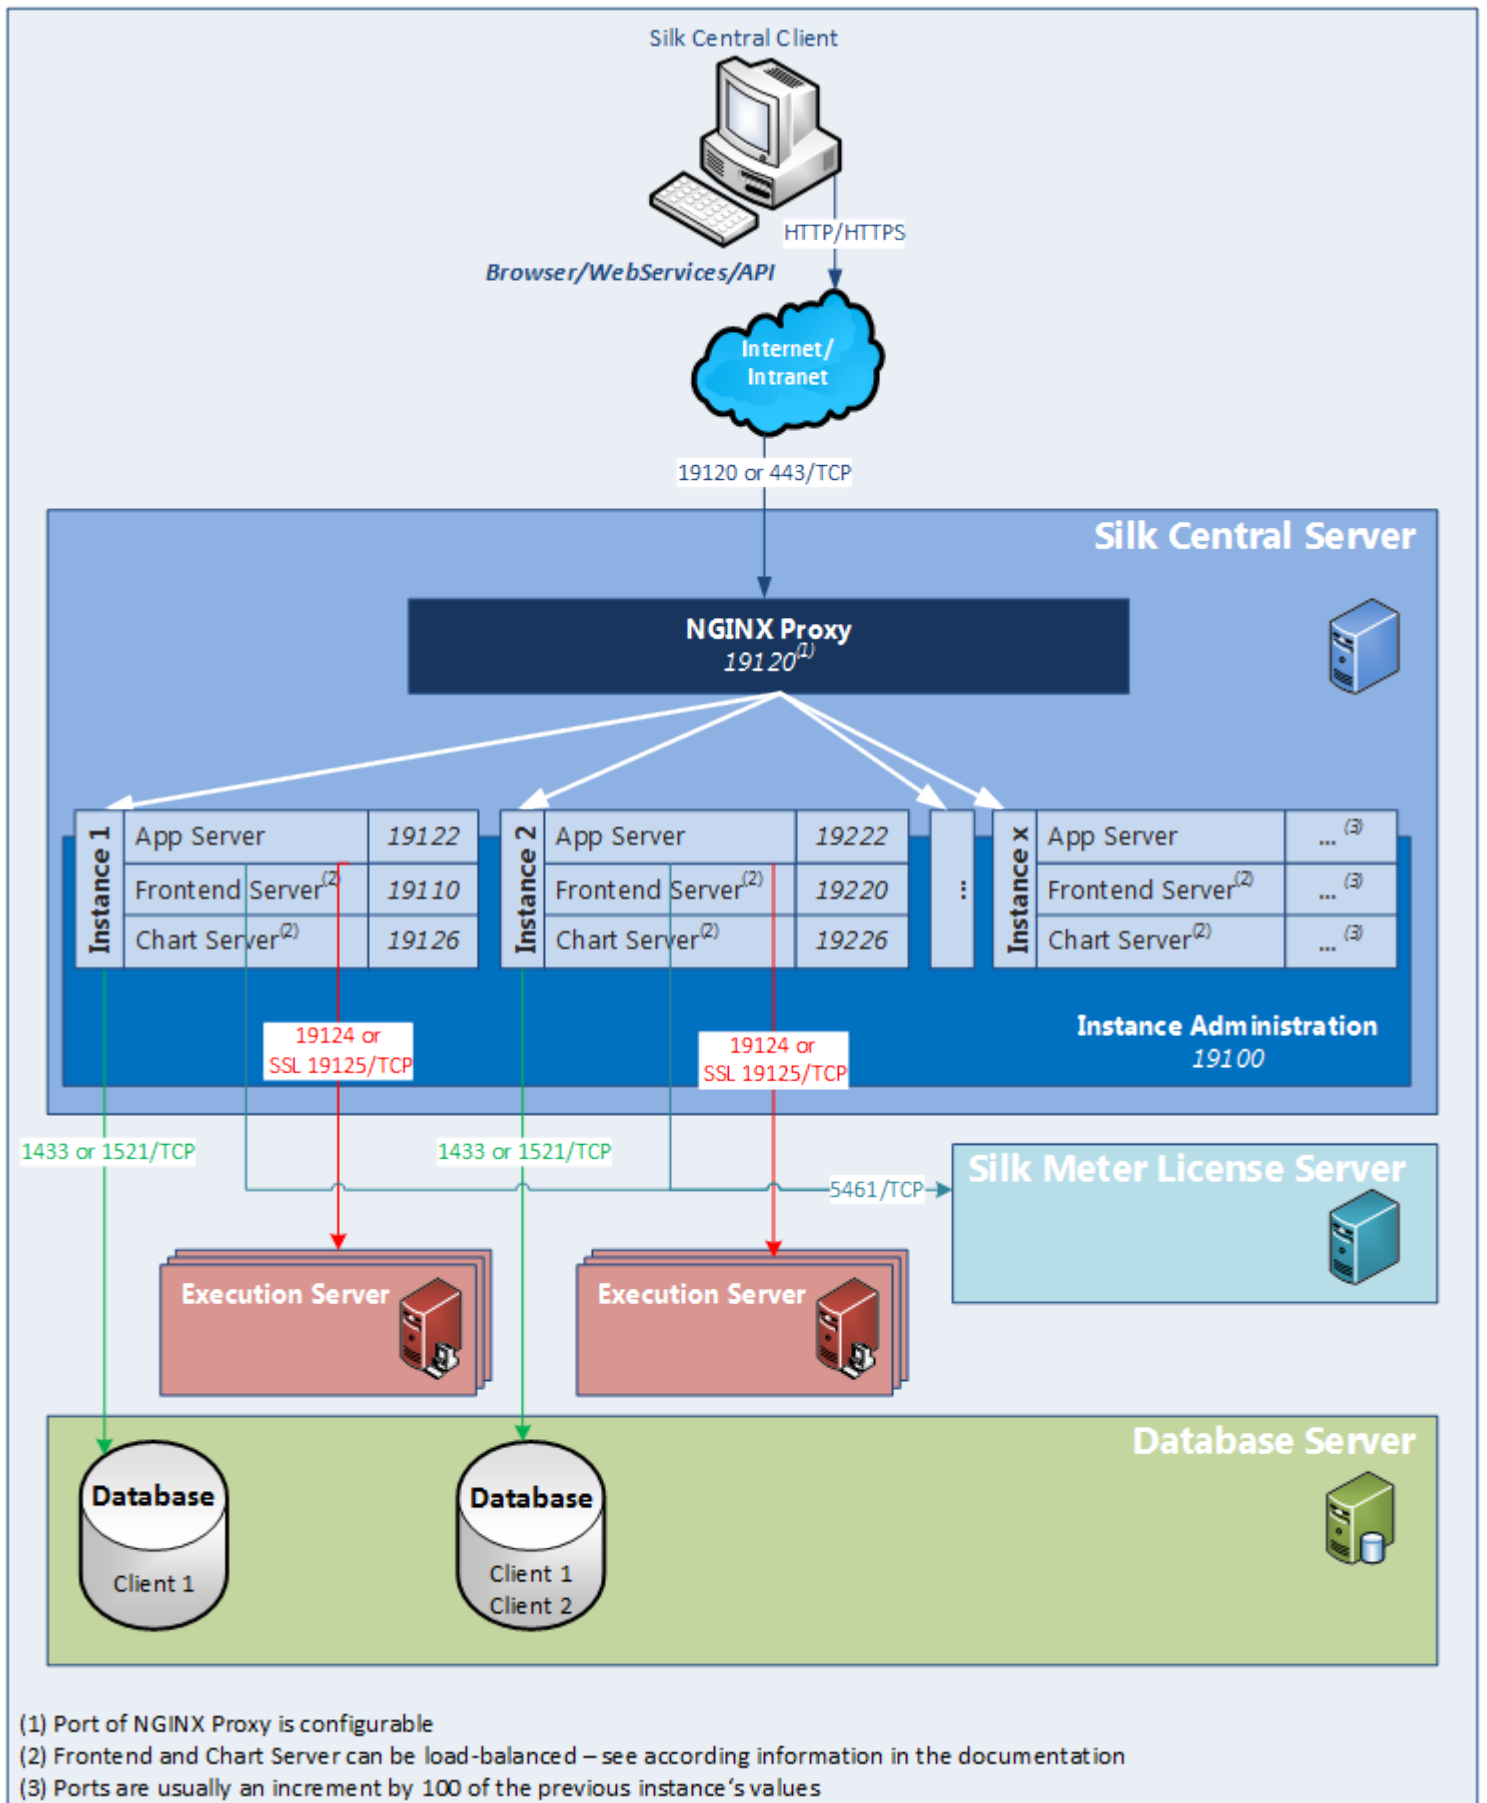 Silk Central Client
HTTP/HTTPS
Browser/WebServices/API
Internet/
Intranet
19120 or 443/TCP
Silk Central Server
NGINX Proxy
19120(1)
Instance 1
App Server 19122
Frontend Server(2) 19110
Chart Server(2) 19126
Instance 2
App Server 19222
Frontend Server(2) 19220
Chart Server(2) 19226
...
Instance x
App Server ... (3)
Frontend Server(2) ... (3)
Chart Server(2) ... (3)
19124 or
SSL 19125/TCP
19124 or
SSL 19125/TCP
Instance Administration
19100
1433 or 1521/TCP
1433 or 1521/TCP
5461/TCP
Silk Meter License Server
Execution Server
Execution Server
Database Server
Database
Client 1
Database
Client 1
Client 2
(1) Port of NGINX Proxy is configurable
(2) Frontend and Chart Server can be load-balanced – see according information in the documentation
(3) Ports are usually an increment by 100 of the previous instance‘s values